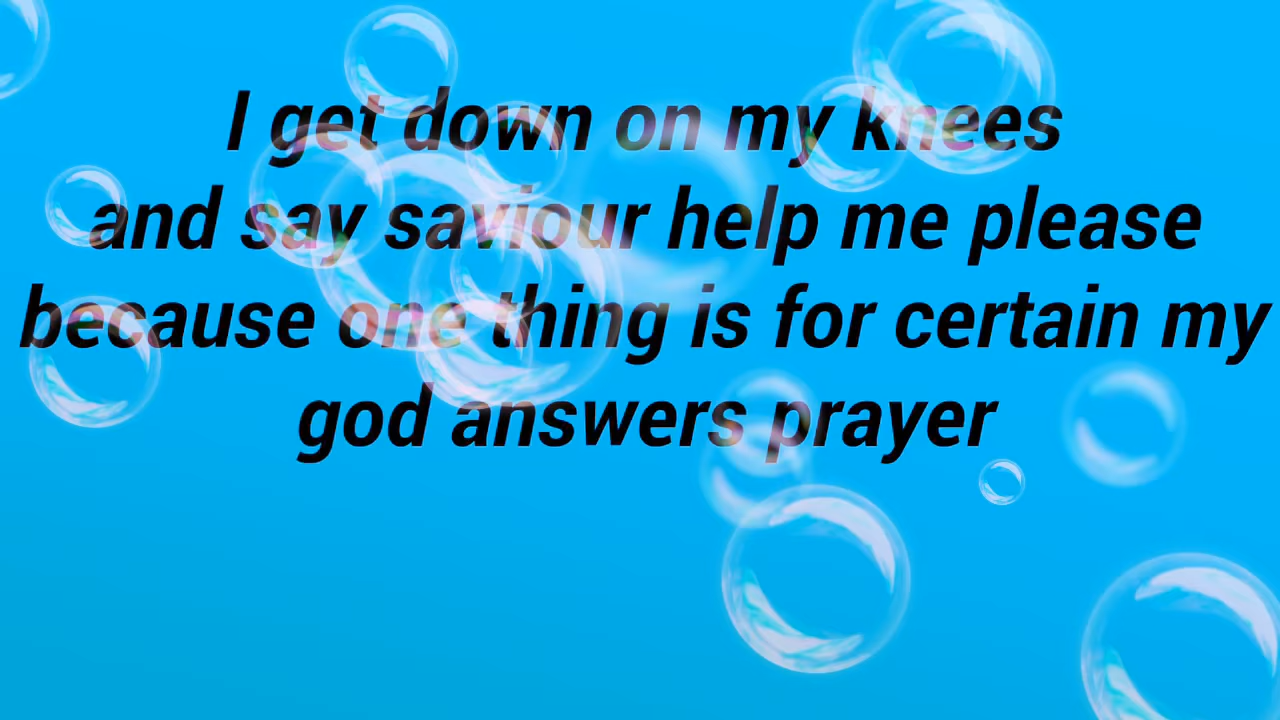 I get down on my knees
and say saviour help me please
because one thing is for certain my
god answers prayer